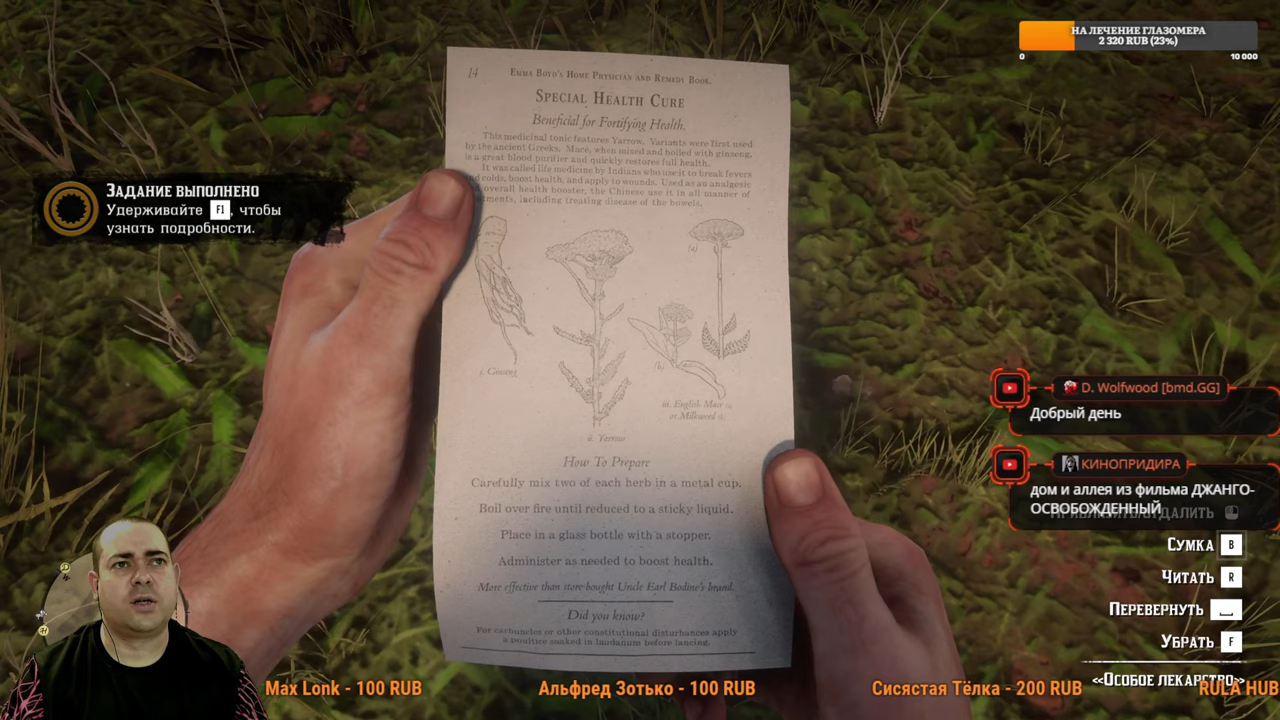 НА ЛЕЧЕНИЕ ГЛАЗОМЕРА
2 320 RUB (23%)
0
10 000
14
EMMA BOYD'S HOME PHYSICIAN AND REMEDY BOOK.
SPECIAL HEALTH CURE
Beneficial for Fortifying Health.
This medicinal tonic features Yarrow. Variants were first used
by the ancient Greeks. Mace, when mixed and boiled with ginseng,
is a great blood purifier and quickly restores full health.
It was called life medicine by Indians who use it to break fevers
and colds, boost health, and apply to wounds. Used as an analgesic
overall health booster, the Chinese use it in all manner of
tments, including treating disease of the bowels.
(a)
(b)
i. Ginseng
iii. English Mace (a)
or Milkweed (b)
ii. Yarrow
How To Prepare
Carefully mix two of each herb in a metal cup.
Boil over fire until reduced to a sticky liquid.
Place in a glass bottle with a stopper.
Administer as needed to boost health.
More effective than store-bought Uncle Earl Bodine's brand.
Did you know?
For carbuncles or other constitutional disturbances apply
a poultice soaked in laudanum before lancing.
ЗАДАНИЕ ВЫПОЛНЕНО
Удерживайте F1, чтобы
узнать подробности.
D. Wolfwood [bmd.GG]
Добрый день
КИНОПРИДИРА
дом и аллея из фильма ДЖАНГО-
ОСВОБОЖДЕННЫЙ
ПРИБЛИЗИТЬ/ОТДАЛИТЬ
СУМКА B
ЧИТАТЬ R
ПЕРЕВЕРНУТЬ
УБРАТЬ F
«ОСОБОЕ ЛЕКАРСТВО»
Max Lonk - 100 RUB
Альфред Зотько - 100 RUB
Сисястая Тёлка - 200 RUB
RULA HUB